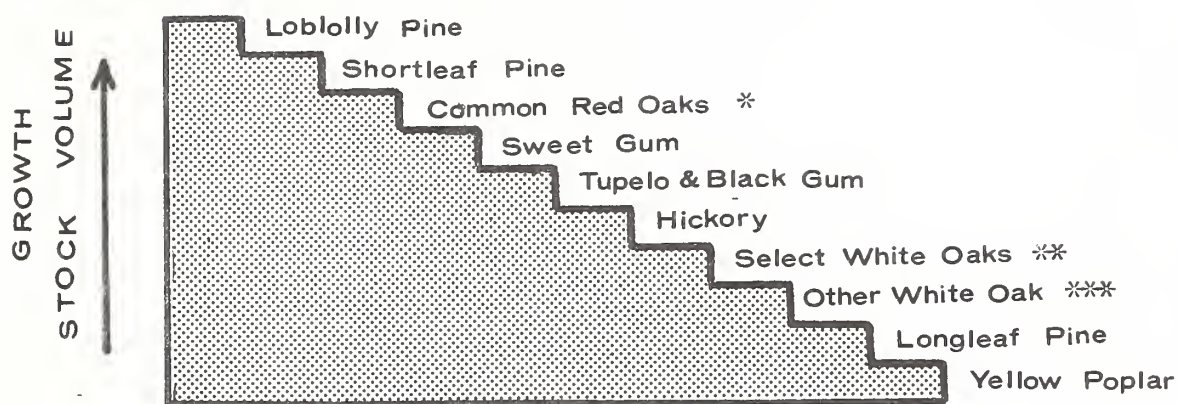 GROWTH
STOCK VOLUME
Loblolly Pine
Shortleaf Pine
Common Red Oaks *
Sweet Gum
Tupelo & Black Gum
Hickory
Select White Oaks **
Other White Oak ***
Longleaf Pine
Yellow Poplar